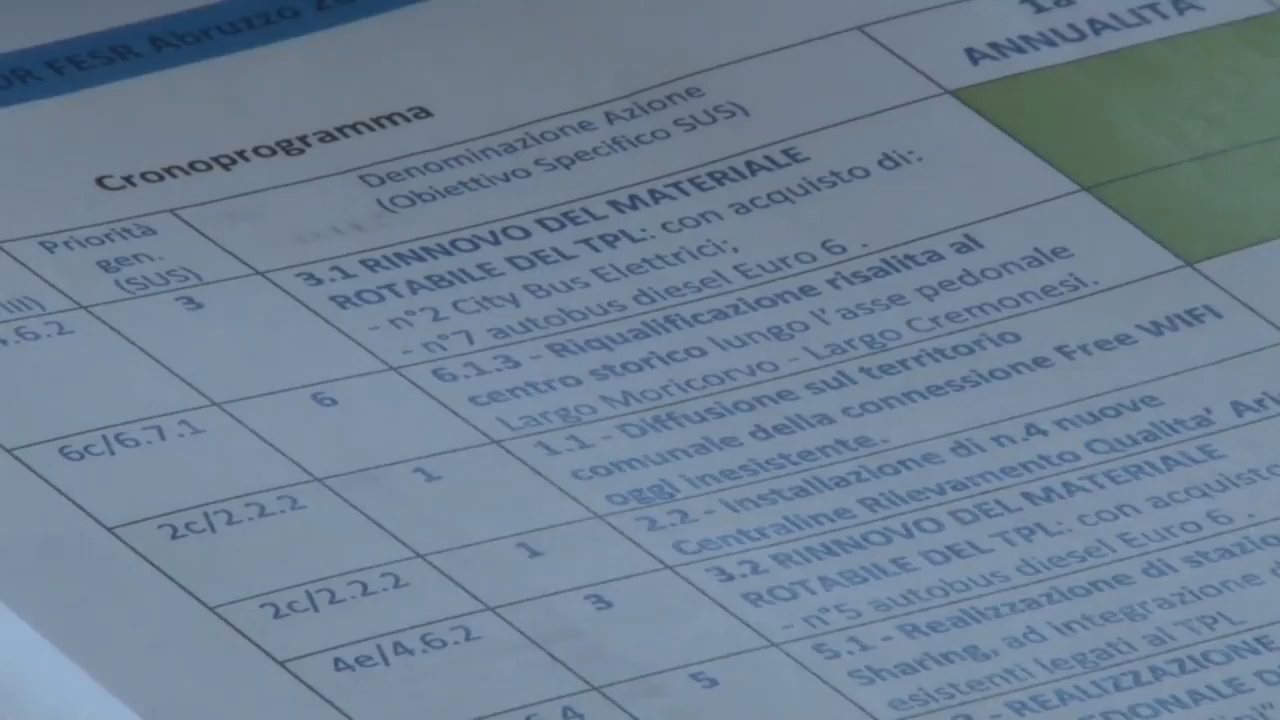 FESR Abruzzo
Cronoprogramma
1a
ANNUALITÀ
Priorità
gen.
(SUS)
Denominazione Azione
(Obiettivo Specifico SUS)
.6.2
3
3.1 RINNOVO DEL MATERIALE
ROTABILE DEL TPL: con acquisto di:
- n°2 City Bus Elettrici;
- n°7 autobus diesel Euro 6 .
6c/6.7.1
6
6.1.3 - Riqualificazione risalita al
centro storico lungo l'asse pedonale
Largo Moricorvo - Largo Cremonesi.
2c/2.2.2
1
1.1 - Diffusione sul territorio
comunale della connessione Free WIFI
oggi inesistente.
2c/2.2.2
1
2.2 - Installazione di n.4 nuove
Centraline Rilevamento Qualita'
4e/4.6.2
3
3.2 RINNOVO DEL MATERIALE
ROTABILE DEL TPL: con acquisto
- n°5 autobus diesel Euro 6 .
5
5.1 - Realizzazione di
Sharing, ad integrazione
esistenti legati al TPL
- REALIZZAZIONE